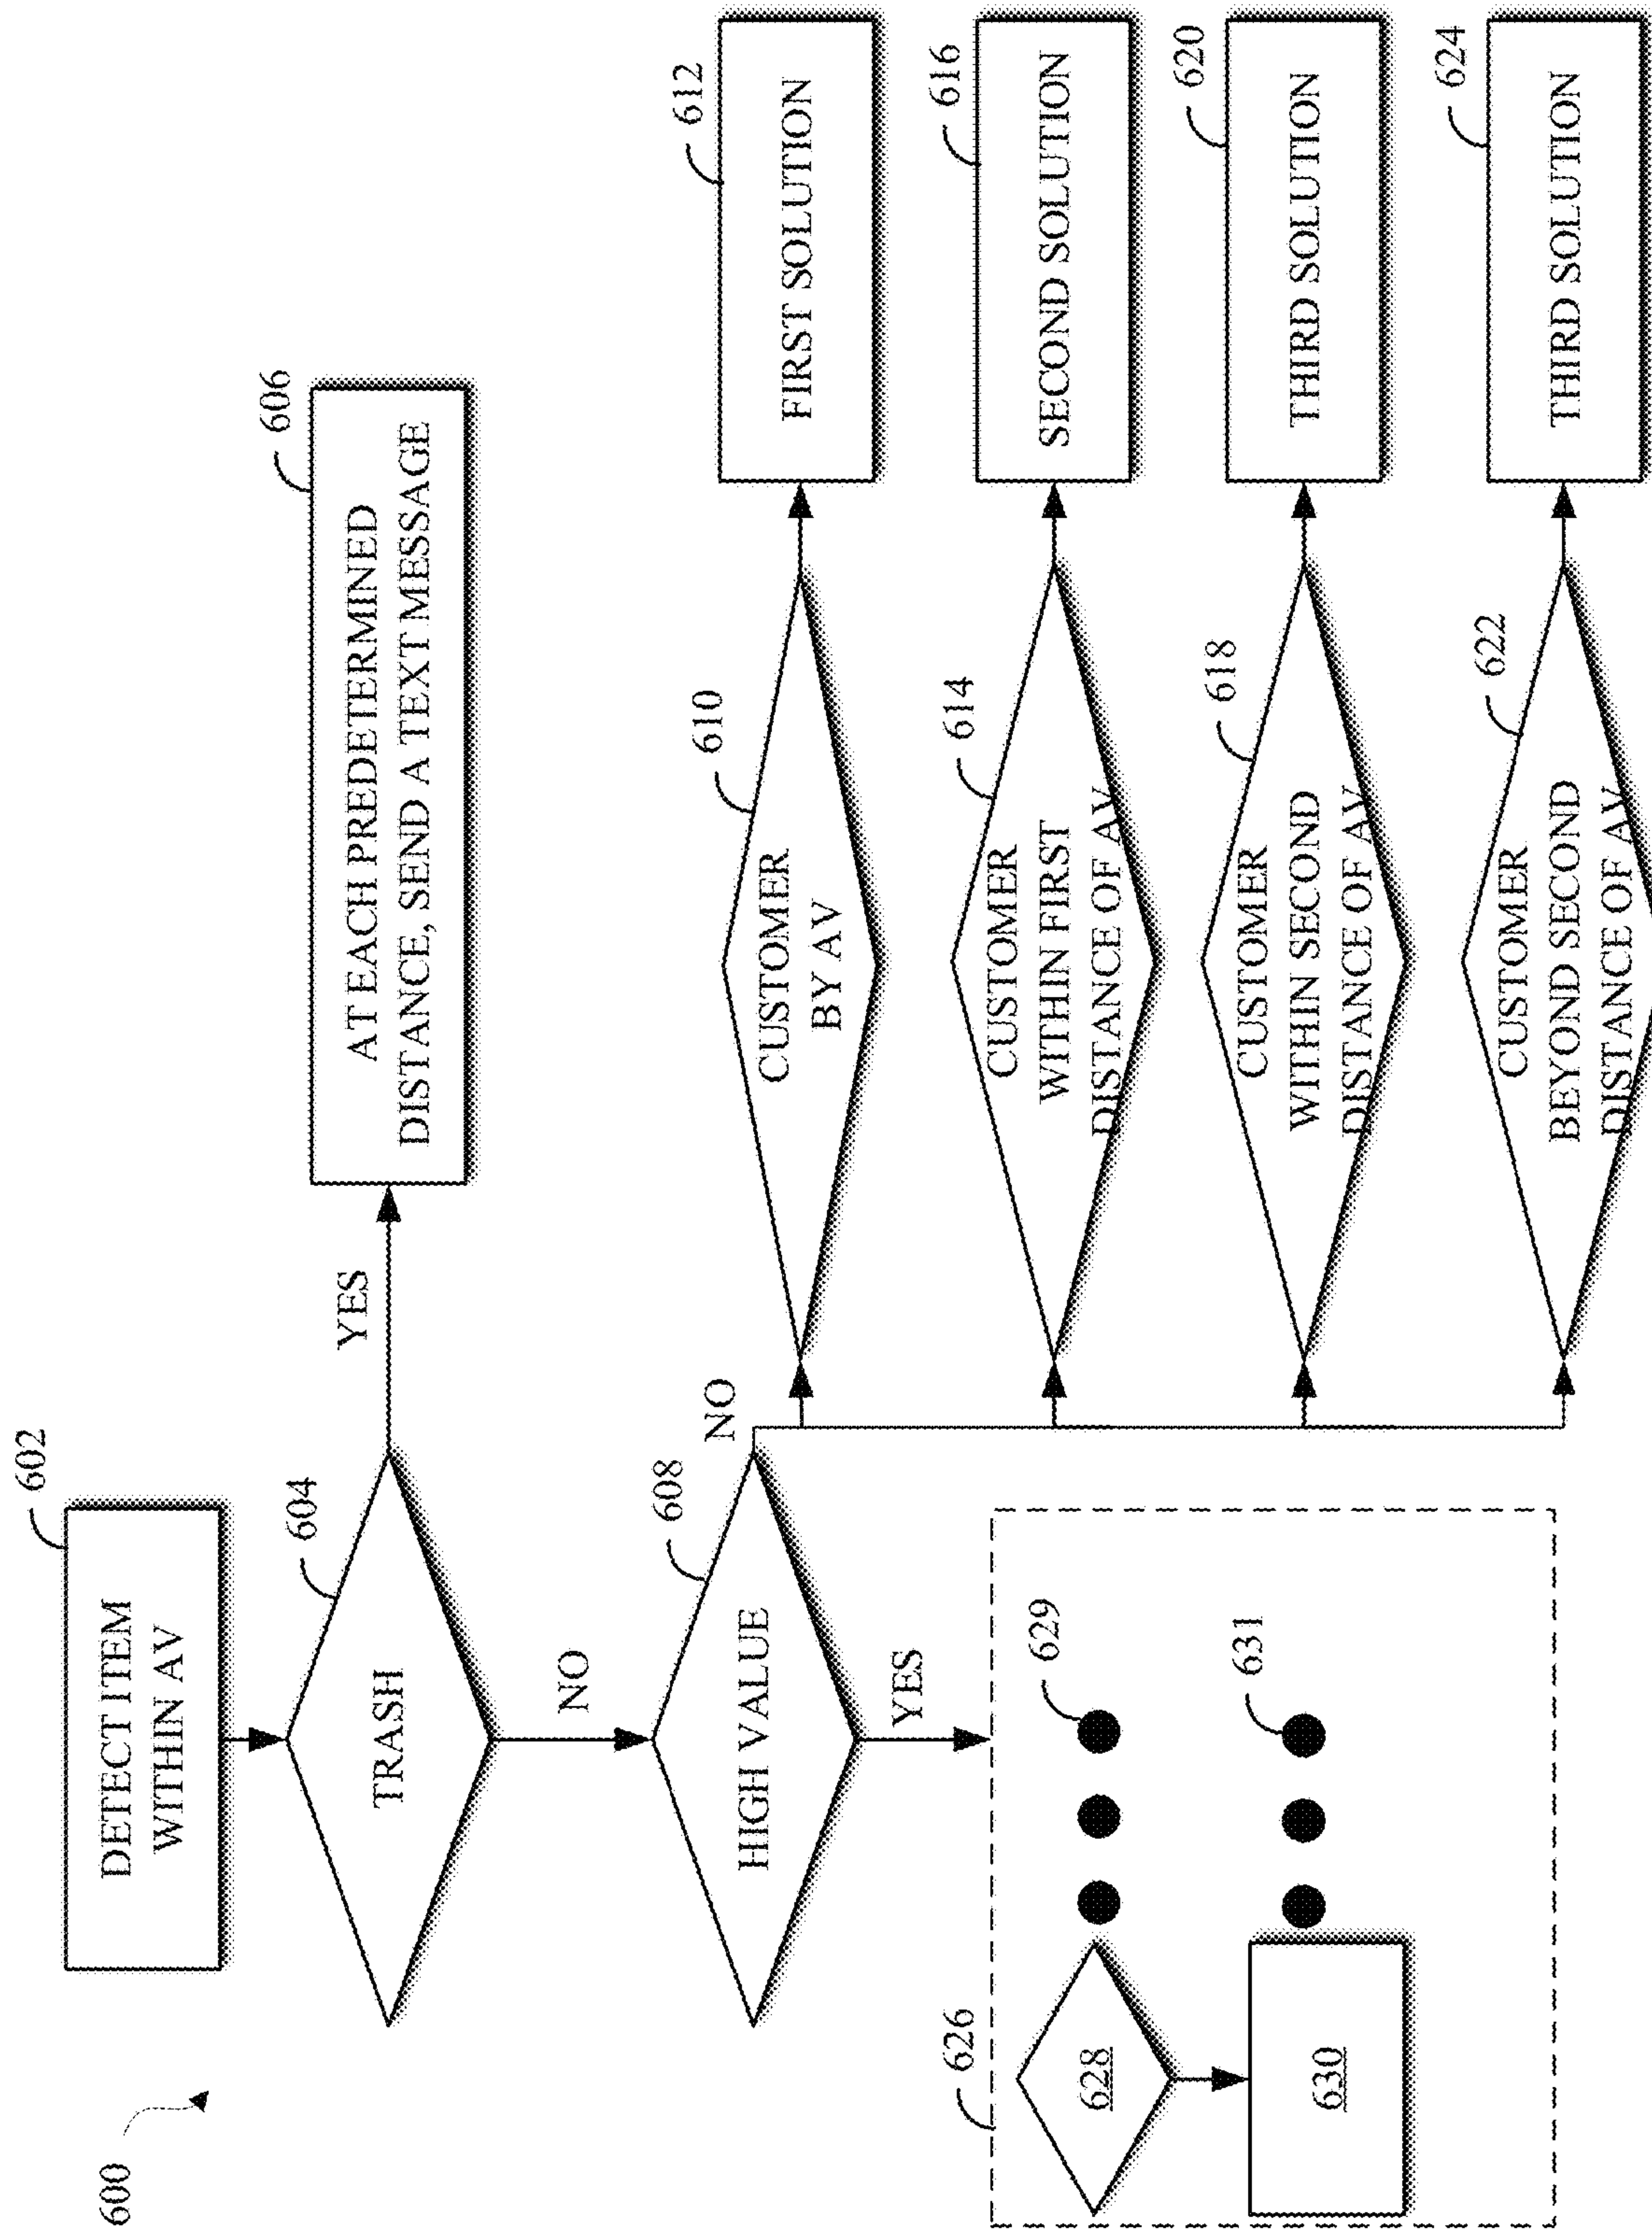 600
602
DETECT ITEM
WITHIN AV
604
TRASH
YES
606
AT EACH PREDETERMINED
DISTANCE, SEND A TEXT MESSAGE
NO
608
HIGH VALUE
NO
610
CUSTOMER
BY AV
612
FIRST SOLUTION
614
CUSTOMER
WITHIN FIRST
DISTANCE OF AV
616
SECOND SOLUTION
618
CUSTOMER
WITHIN SECOND
DISTANCE OF AV
620
THIRD SOLUTION
622
CUSTOMER
BEYOND SECOND
DISTANCE OF AV
624
THIRD SOLUTION
YES
626
628
629
630
631